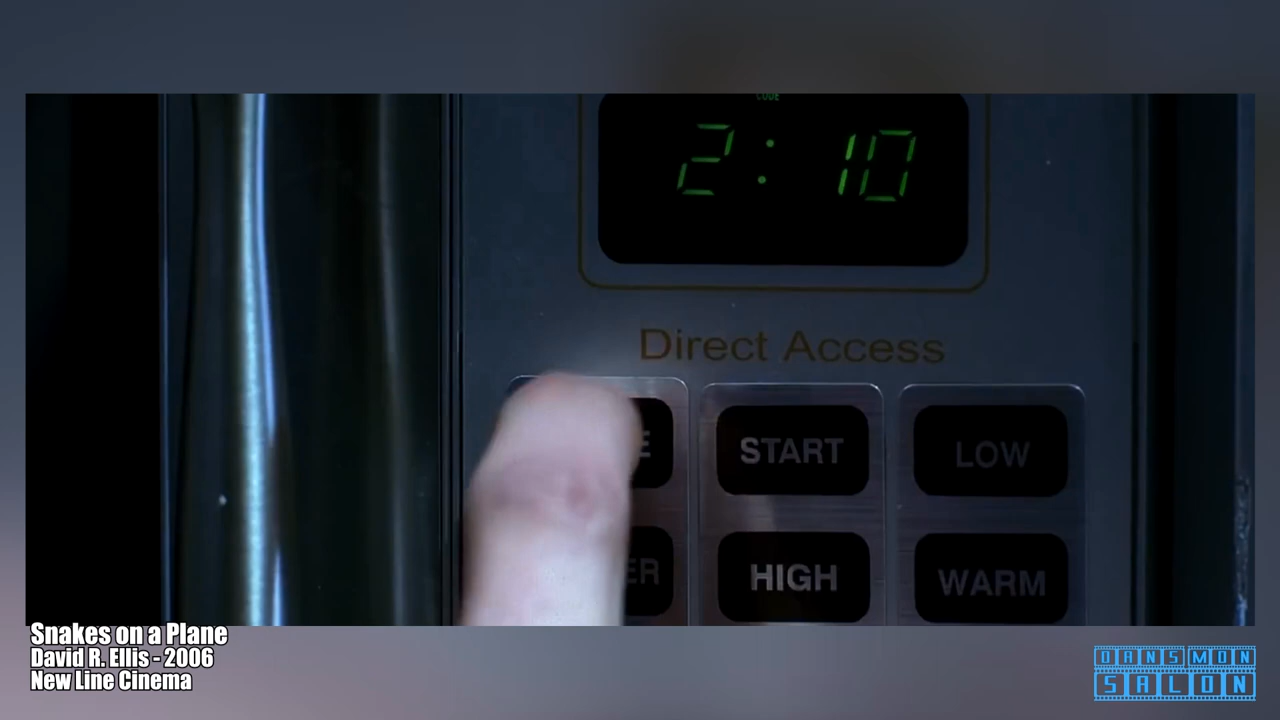 CODE
2:10
Direct Access
E START LOW
ER HIGH WARM
Snakes on a Plane
David R. Ellis - 2006
New Line Cinema
DANS MON
SALON